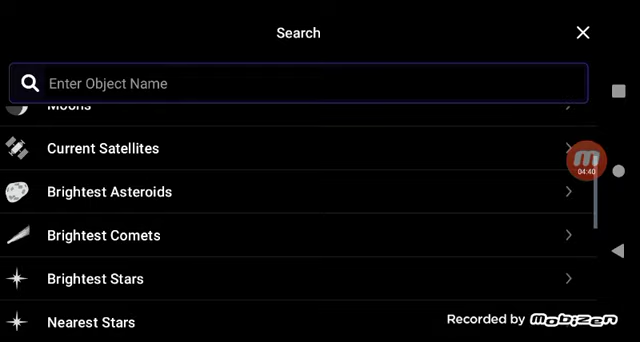 Search
Enter Object Name
Moons
Current Satellites
04:40
Brightest Asteroids
Brightest Comets
Brightest Stars
Nearest Stars
Recorded by mobizen